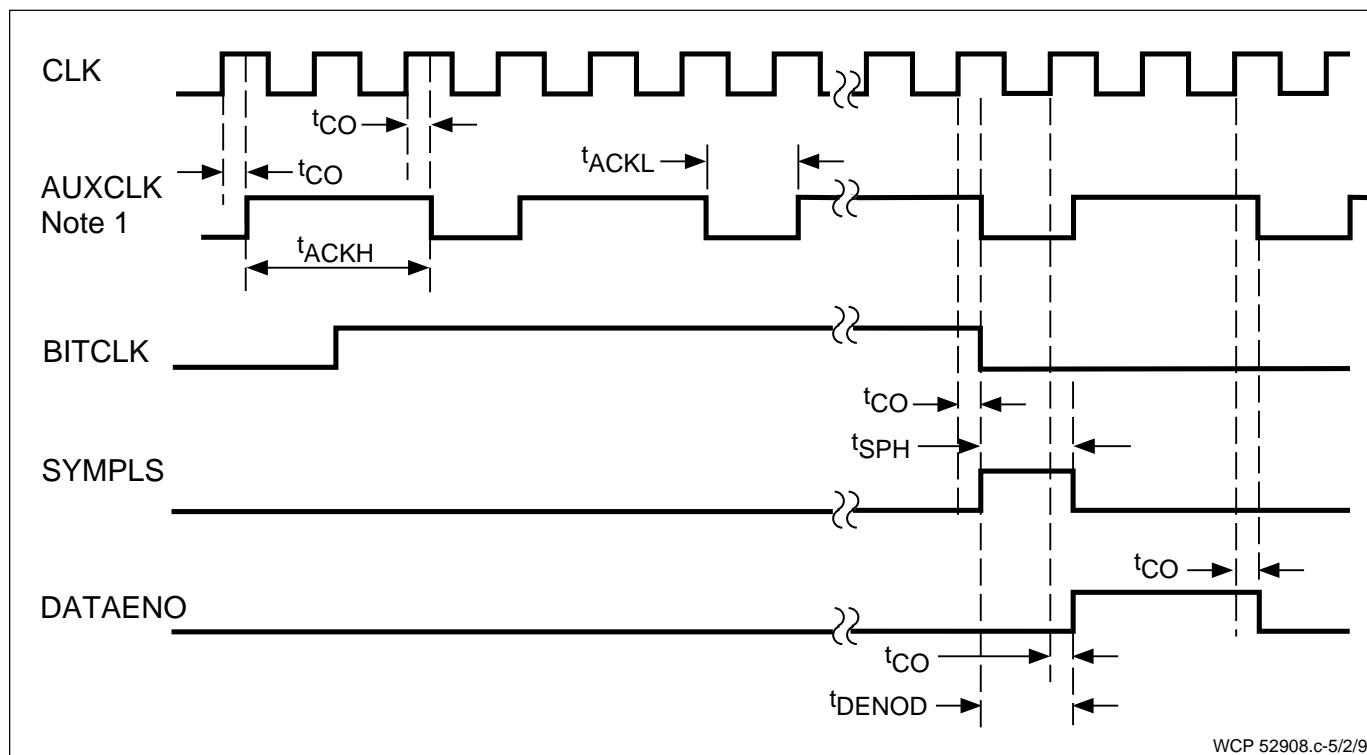 CLK
tCO
tCO
tACKL
AUXCLK
Note 1
tACKH
BITCLK
tCO
tSPH
SYMPLS
tCO
DATAENO
tCO
tDENOD
WCP 52908.c-5/2/9